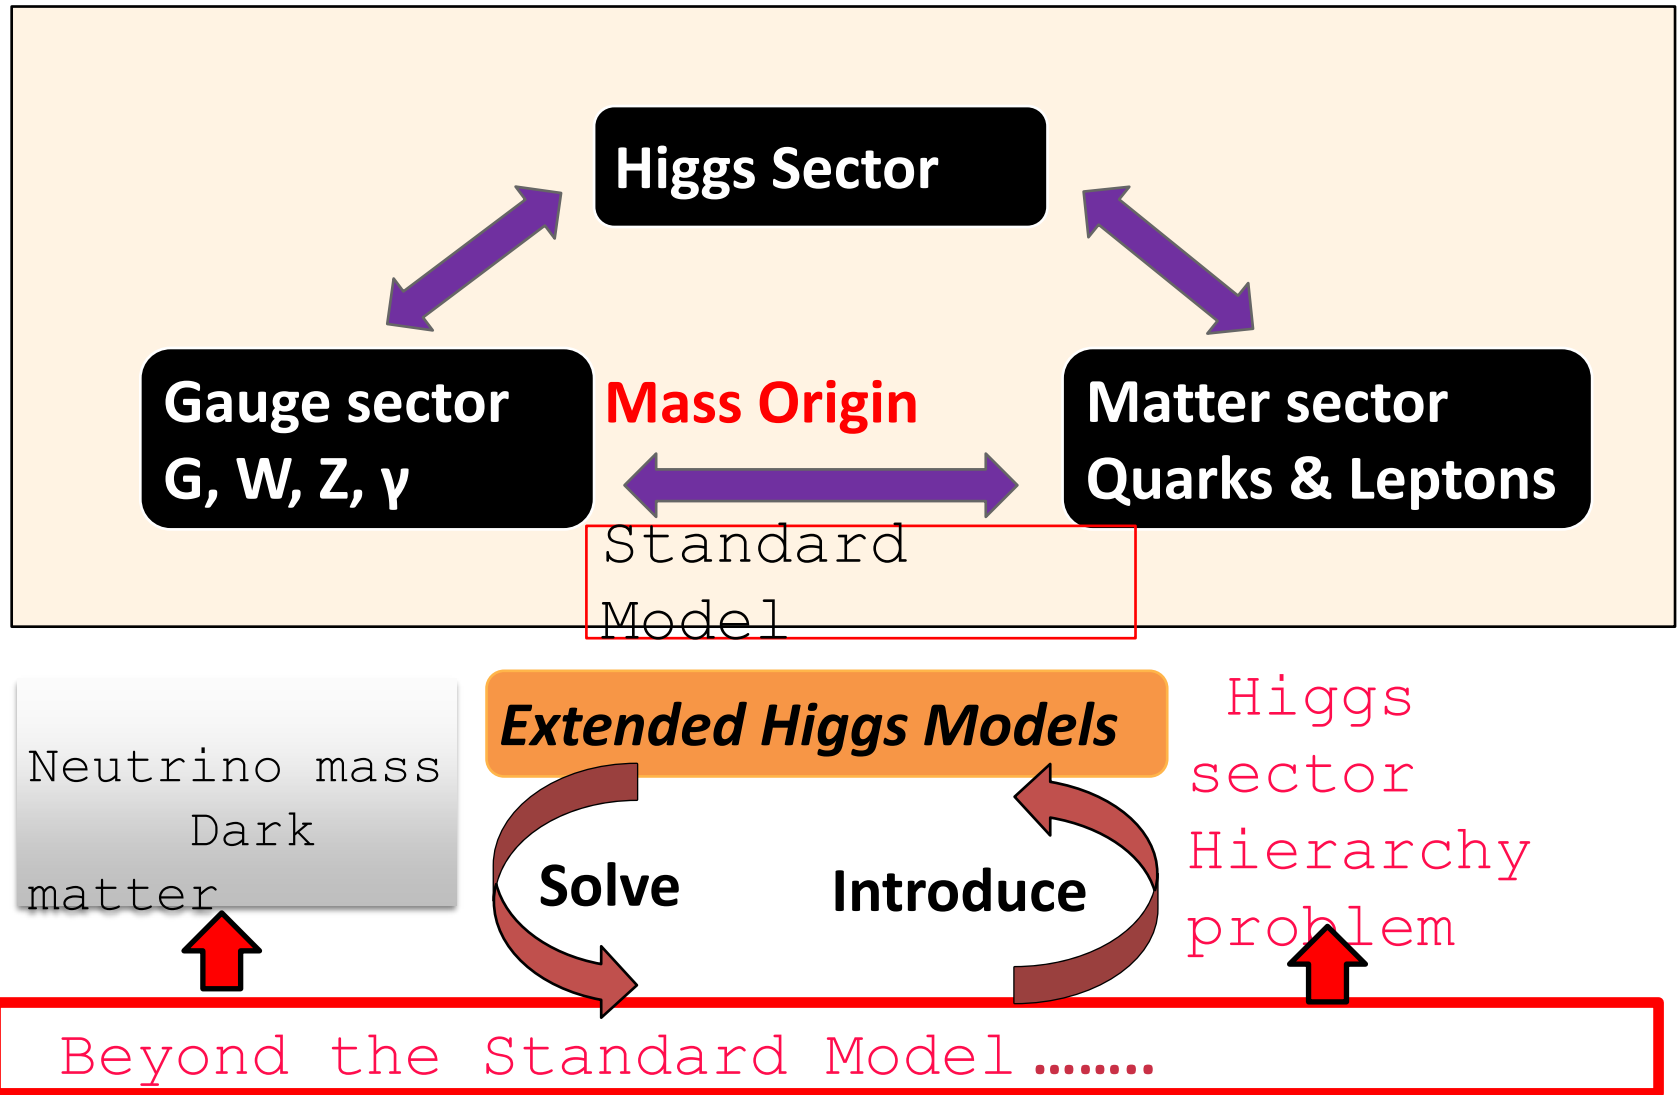 Higgs Sector
Gauge sector
G, W, Z, γ
Mass Origin
Matter sector
Quarks & Leptons
Standard
Model
Extended Higgs Models
Neutrino mass
Dark
matter
Solve
Introduce
Higgs
sector
Hierarchy
problem
Beyond the Standard Model ........